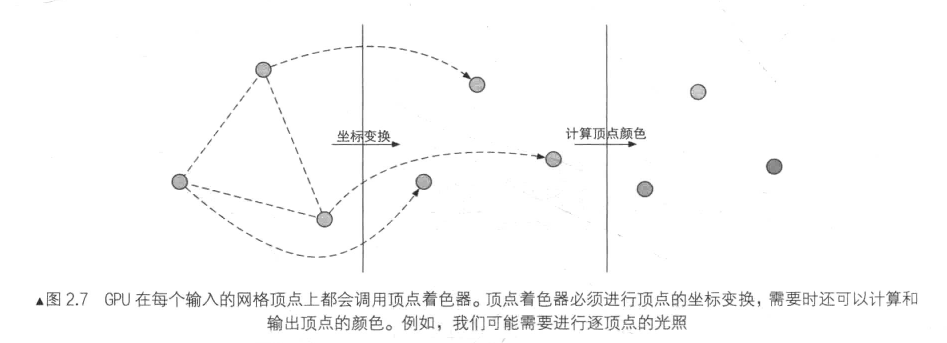 坐标变换
计算顶点颜色
▲图 2.7 GPU 在每个输入的网格顶点上都会调用顶点着色器。顶点着色器必须进行顶点的坐标变换，需要时还可以计算和
输出顶点的颜色。例如，我们可能需要进行逐顶点的光照